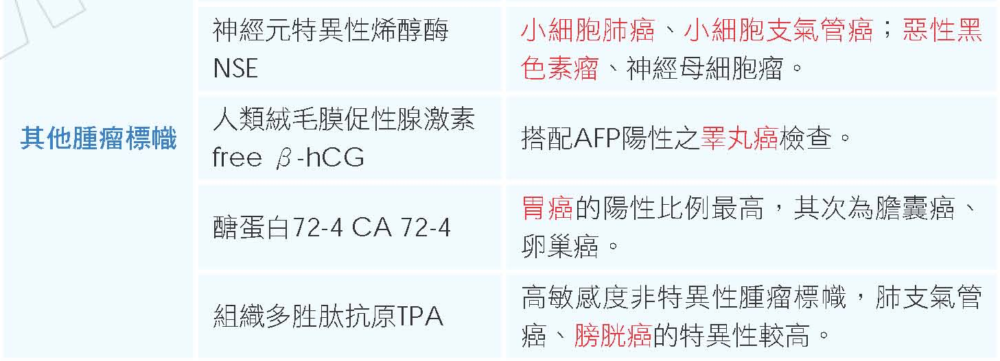 其他腫瘤標幟
神經元特異性烯醇酶
NSE
小細胞肺癌、小細胞支氣管癌；惡性黑
色素瘤、神經母細胞瘤。
人類絨毛膜促性腺激素
free β-hCG
搭配AFP陽性之睪丸癌檢查。
醣蛋白72-4 CA 72-4
胃癌的陽性比例最高，其次為膽囊癌、
卵巢癌。
組織多胜肽抗原TPA
高敏感度非特異性腫瘤標幟，肺支氣管
癌、膀胱癌的特異性較高。